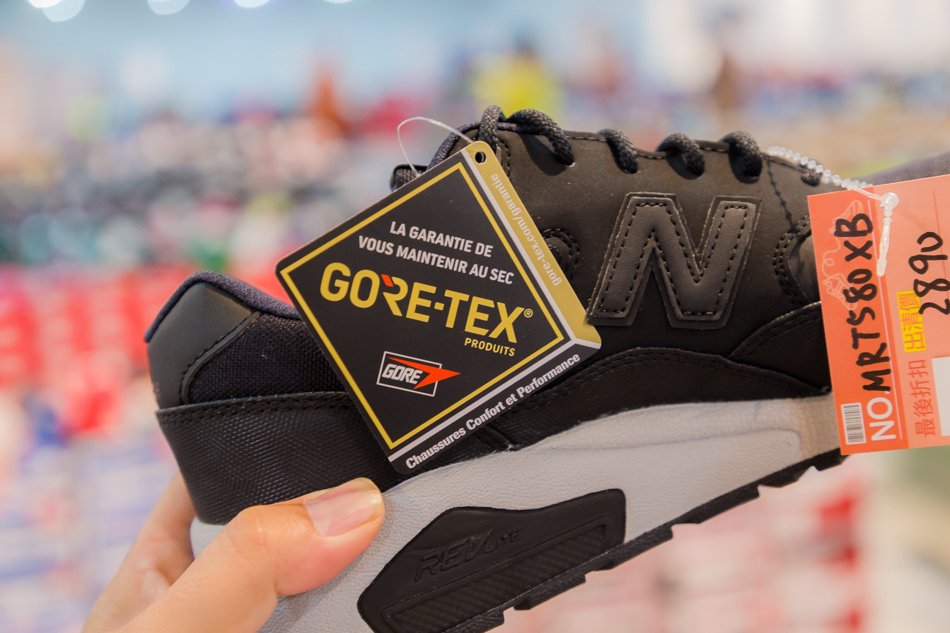 LA GARANTIE DE
VOUS MAINTENIR AU SEC
GORE-TEX®
PRODUITS
GORE
Chaussures Confort et Performance
gore-tex.com/garantie
N
REVLITE
NO.MRT580XB
最後折扣
出清價
2890